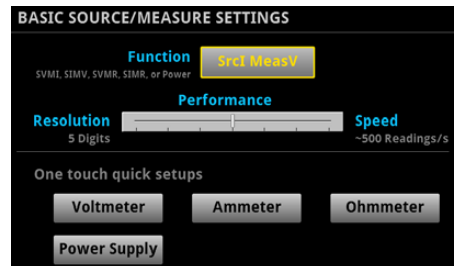 BASIC SOURCE/MEASURE SETTINGS
Function
SVMI, SIMV, SVMR, SIMR, or Power
SrcI MeasV
Performance
Resolution
5 Digits
Speed
~500 Readings/s
One touch quick setups
Voltmeter
Ammeter
Ohmmeter
Power Supply